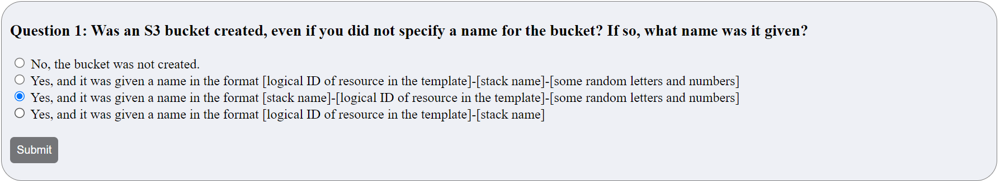 Question 1: Was an S3 bucket created, even if you did not specify a name for the bucket? If so, what name was it given?
No, the bucket was not created.
Yes, and it was given a name in the format [logical ID of resource in the template]-[stack name]-[some random letters and numbers]
Yes, and it was given a name in the format [stack name]-[logical ID of resource in the template]-[some random letters and numbers]
Yes, and it was given a name in the format [logical ID of resource in the template]-[stack name]
Submit